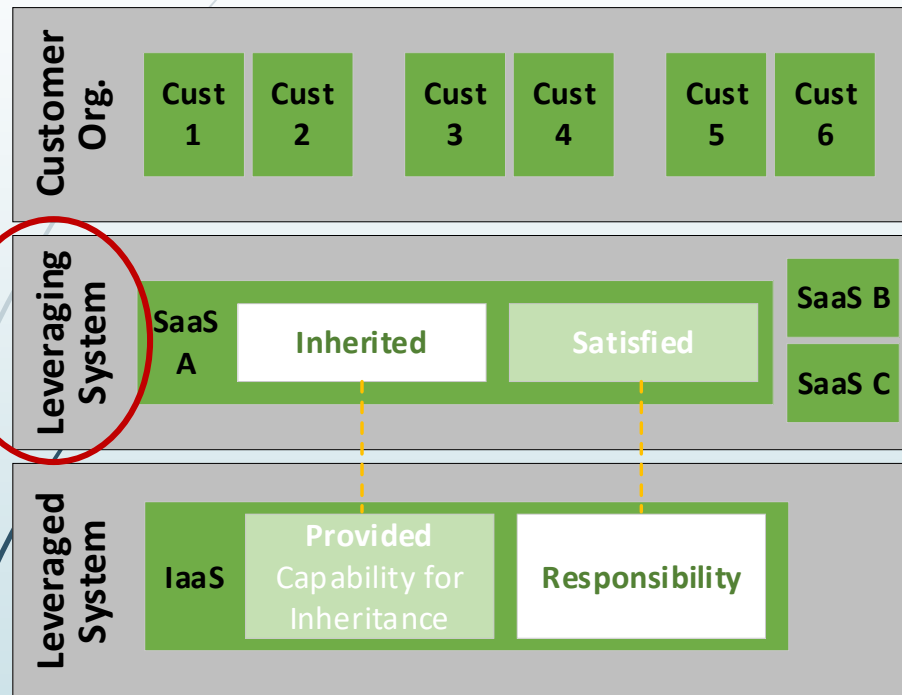 Customer
Org.
Cust
1
Cust
2
Cust
3
Cust
4
Cust
5
Cust
6
Leveraging
System
SaaS
A
Inherited
Satisfied
SaaS B
SaaS C
Leveraged
System
IaaS
Provided
Capability for
Inheritance
Responsibility